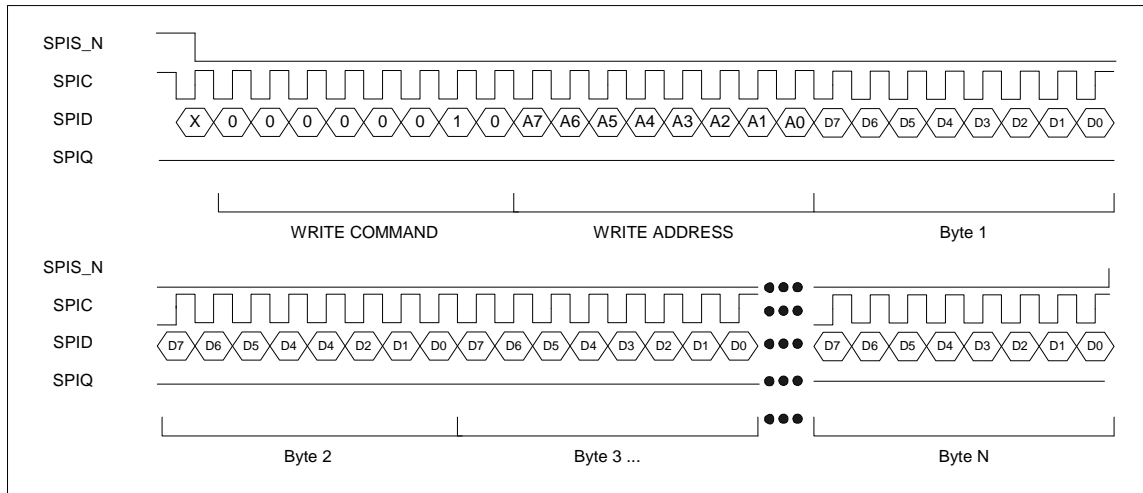 SPIS_N
SPIC
SPID X 0 0 0 0 0 0 1 0 A7 A6 A5 A4 A3 A2 A1 A0 D7 D6 D5 D4 D3 D2 D1 D0
SPIQ
WRITE COMMAND WRITE ADDRESS Byte 1
SPIS_N
SPIC
SPID D7 D6 D5 D4 D4 D2 D1 D0 D7 D6 D5 D4 D3 D2 D1 D0 D7 D6 D5 D4 D3 D2 D1 D0
SPIQ
Byte 2 Byte 3 ... Byte N